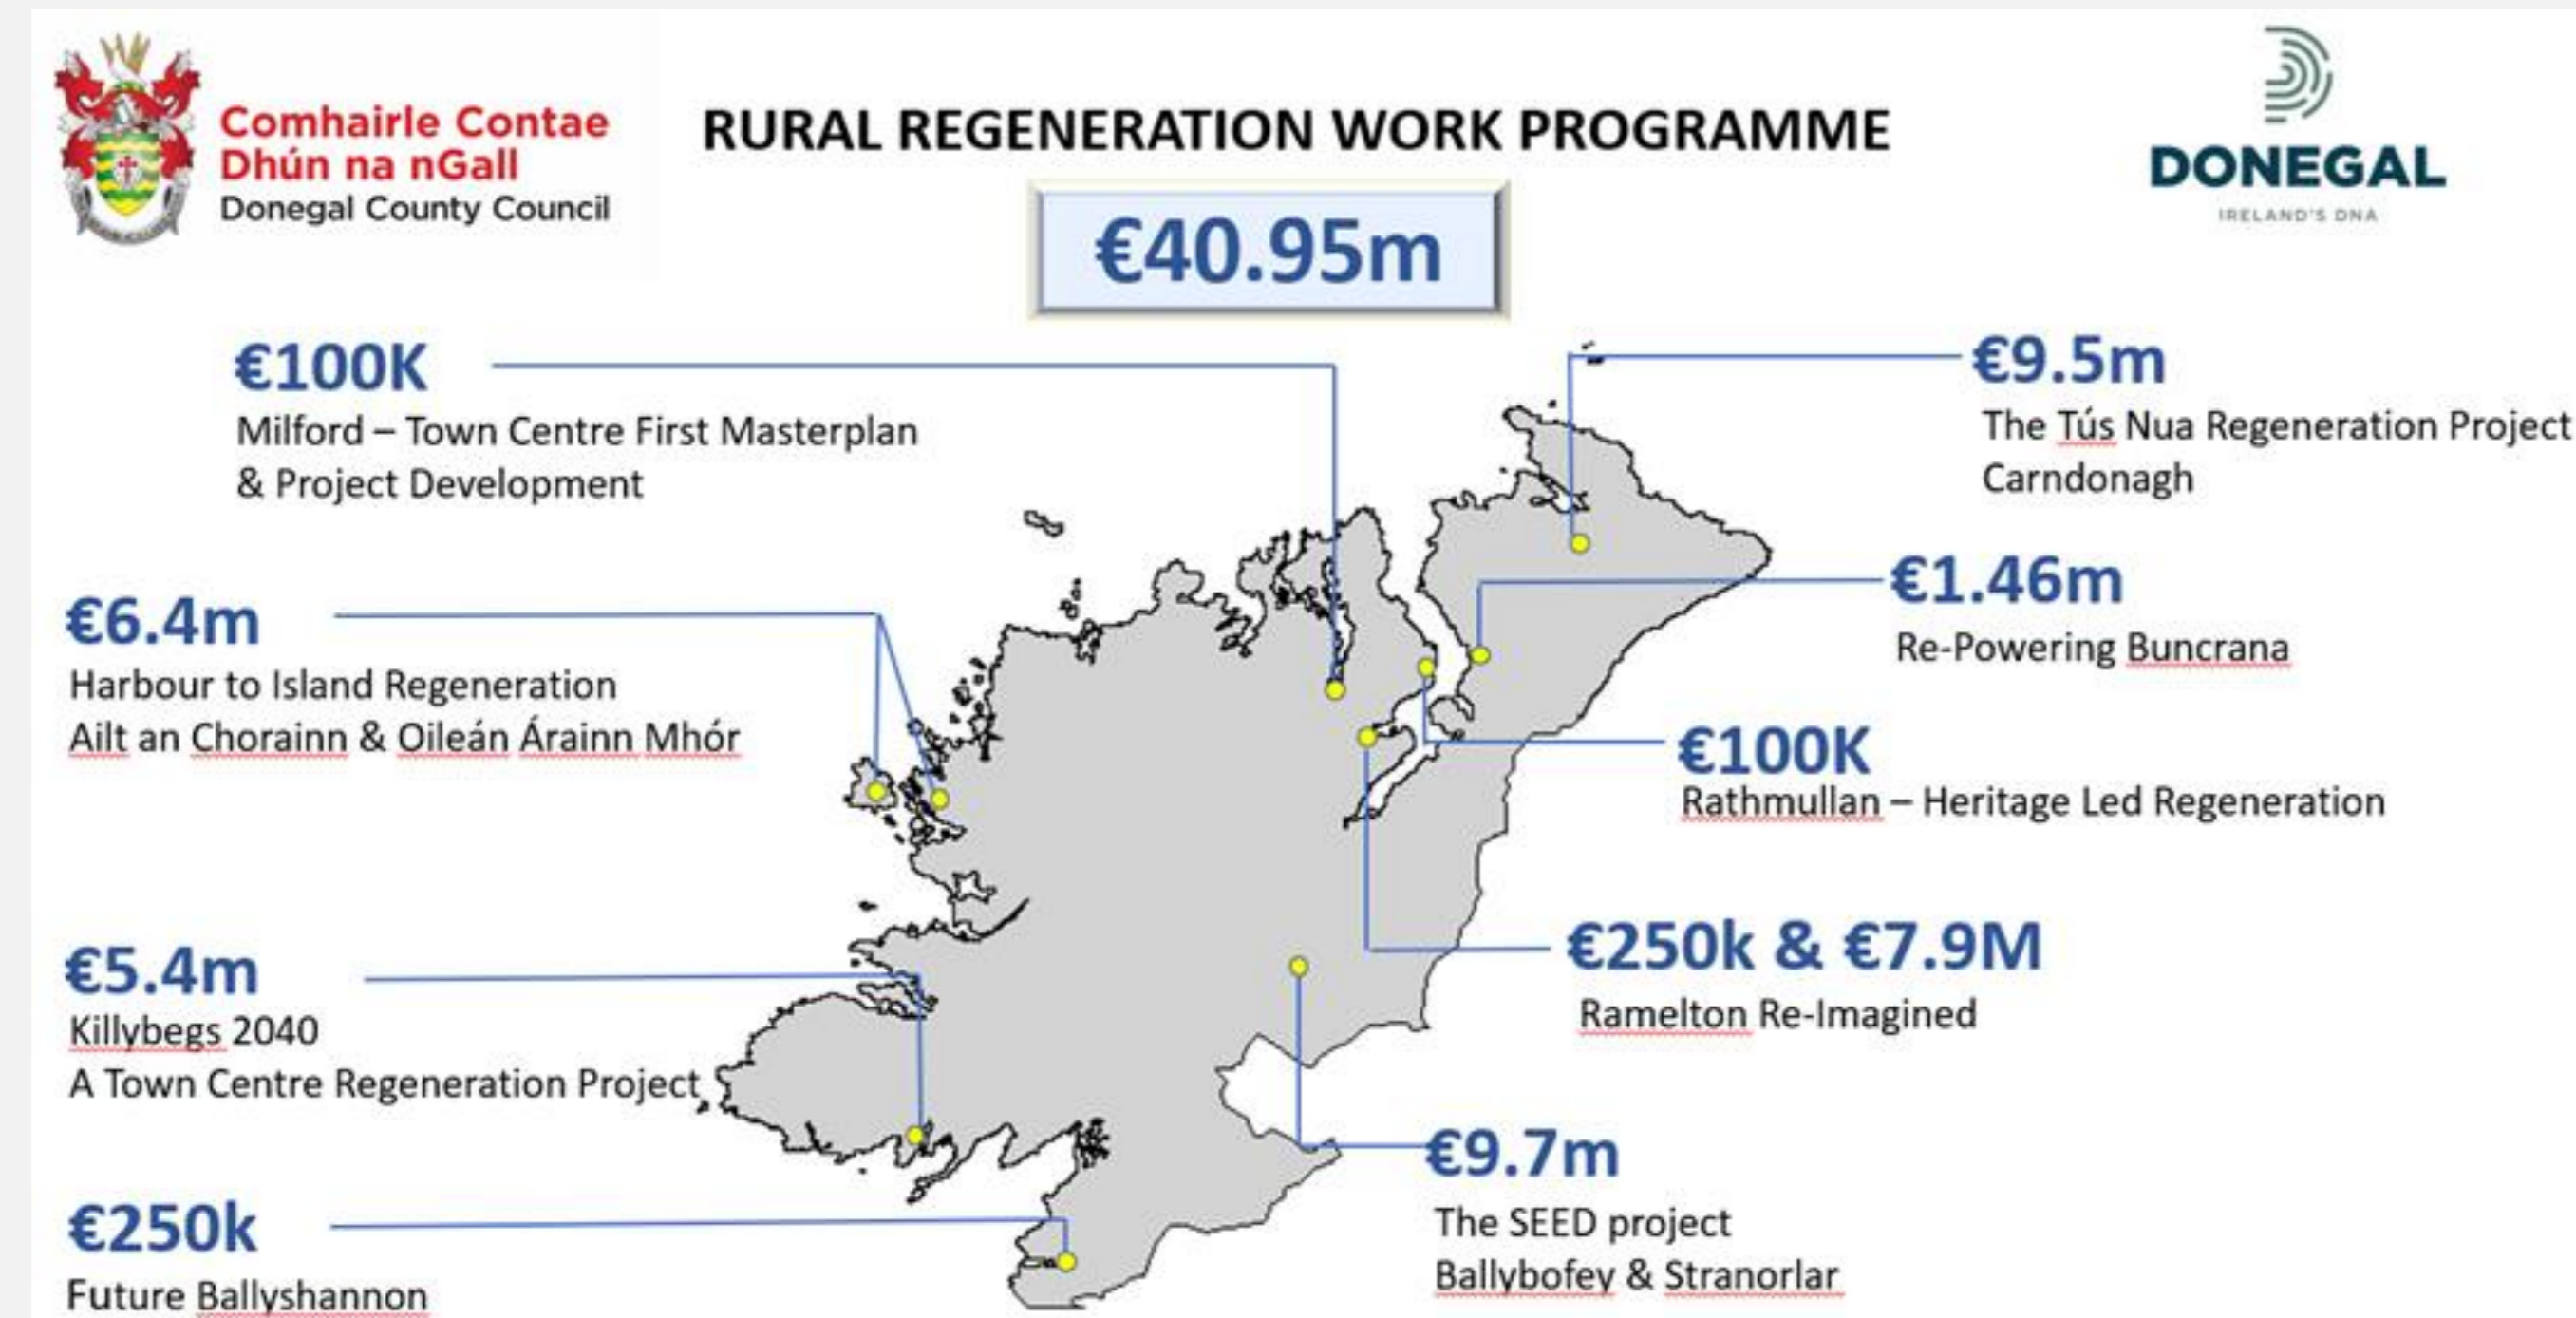 Comhairle Contae
Dhún na nGall
Donegal County Council
RURAL REGENERATION WORK PROGRAMME
€40.95m
DONEGAL
IRELAND'S DNA
€100K
Milford – Town Centre First Masterplan
& Project Development
€9.5m
The Tús Nua Regeneration Project
Carndonagh
€6.4m
Harbour to Island Regeneration
Ailt an Chorainn & Oileán Árainn Mhór
€1.46m
Re-Powering Buncrana
€100K
Rathmullan – Heritage Led Regeneration
€5.4m
Killybegs 2040
A Town Centre Regeneration Project
€250k & €7.9M
Ramelton Re-Imagined
€9.7m
The SEED project
Ballybofey & Stranorlar
€250k
Future Ballyshannon